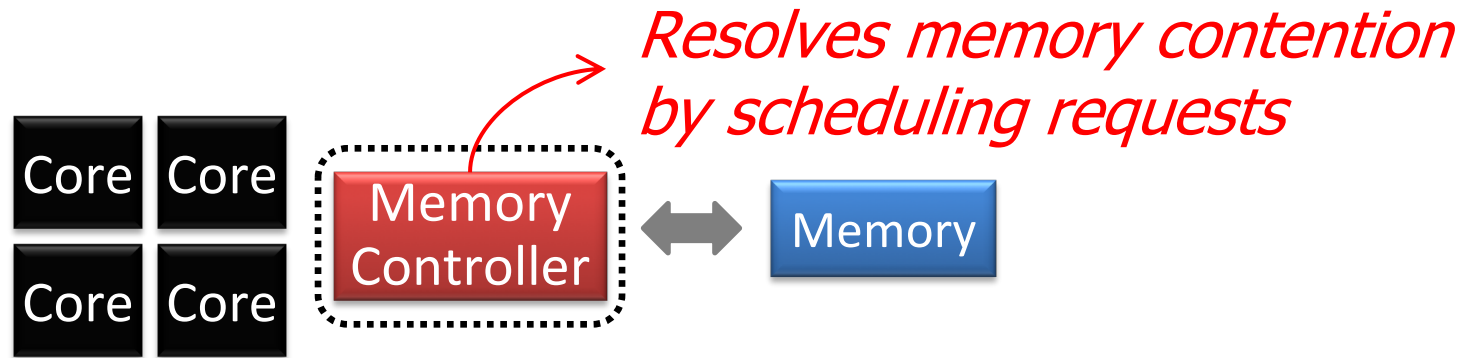 Resolves memory contention
by scheduling requests
Core Core
Core Core
Memory
Controller
Memory